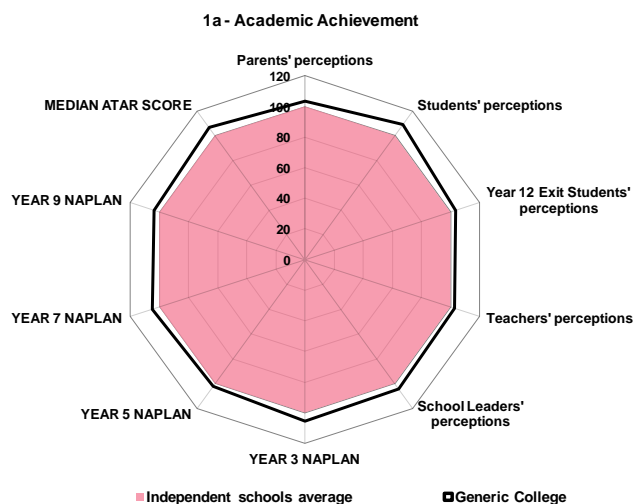 1a - Academic Achievement
Parents' perceptions
120
MEDIAN ATAR SCORE
Students' perceptions
100
80
60
YEAR 9 NAPLAN
Year 12 Exit Students'
perceptions
40
20
0
YEAR 7 NAPLAN
Teachers' perceptions
YEAR 5 NAPLAN
School Leaders'
perceptions
YEAR 3 NAPLAN
Independent schools average
Generic College